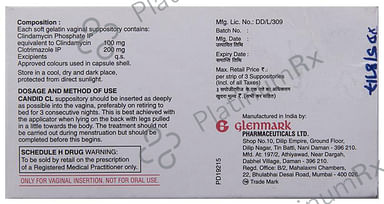 Composition :
Each soft gelatin vaginal suppository contains:
Clindamycin Phosphate IP
equivalent to Clindamycin 100 mg
Clotrimazole IP 200 mg
Approved colours used in capsule shell.
Store in a cool, dry and dark place,
protected from direct sunlight.
DOSAGE AND METHOD OF USE
CANDID CL suppository should be inserted as deeply
as possible into the vagina, preferably on retiring to
bed for 3 consecutive nights. This is best achieved with
the applicator when lying on the back with legs pulled
in a little towards the body. The treatment should not
be carried out during menstruation but should be
completed before this begins.
SCHEDULE H DRUG WARNING:
To be sold by retail on the prescription
of a Registered Medical Practitioner only.
ONLY FOR VAGINAL INSERTION. NOT FOR ORAL USE.
Mfg. Lic. No.: DD/L/309
Batch No. :
Mfg. Date :
उत्पादित तिथि
Expiry Date :
समाप्ति तिथि
Max. Retail Price ₹.
per strip of 3 Suppositories
(Incl. of all taxes) :
Manufactured in India by:
glenmark
PHARMACEUTICALS LTD.
Shop No.10, Dilip Empire, Ground Floor,
Dilip Nagar, Tin Batti, Nani Daman - 396 210.
Mfg. At: 197/2, Athiyawad, Near Dargah,
Dabhel Village, Daman - 396 210.
Regd. Office: B/2, Mahalaxmi Chambers,
22, Bhulabhai Desai Road, Mumbai - 400 026.
Trade Mark
PD19215
PlatinumRx